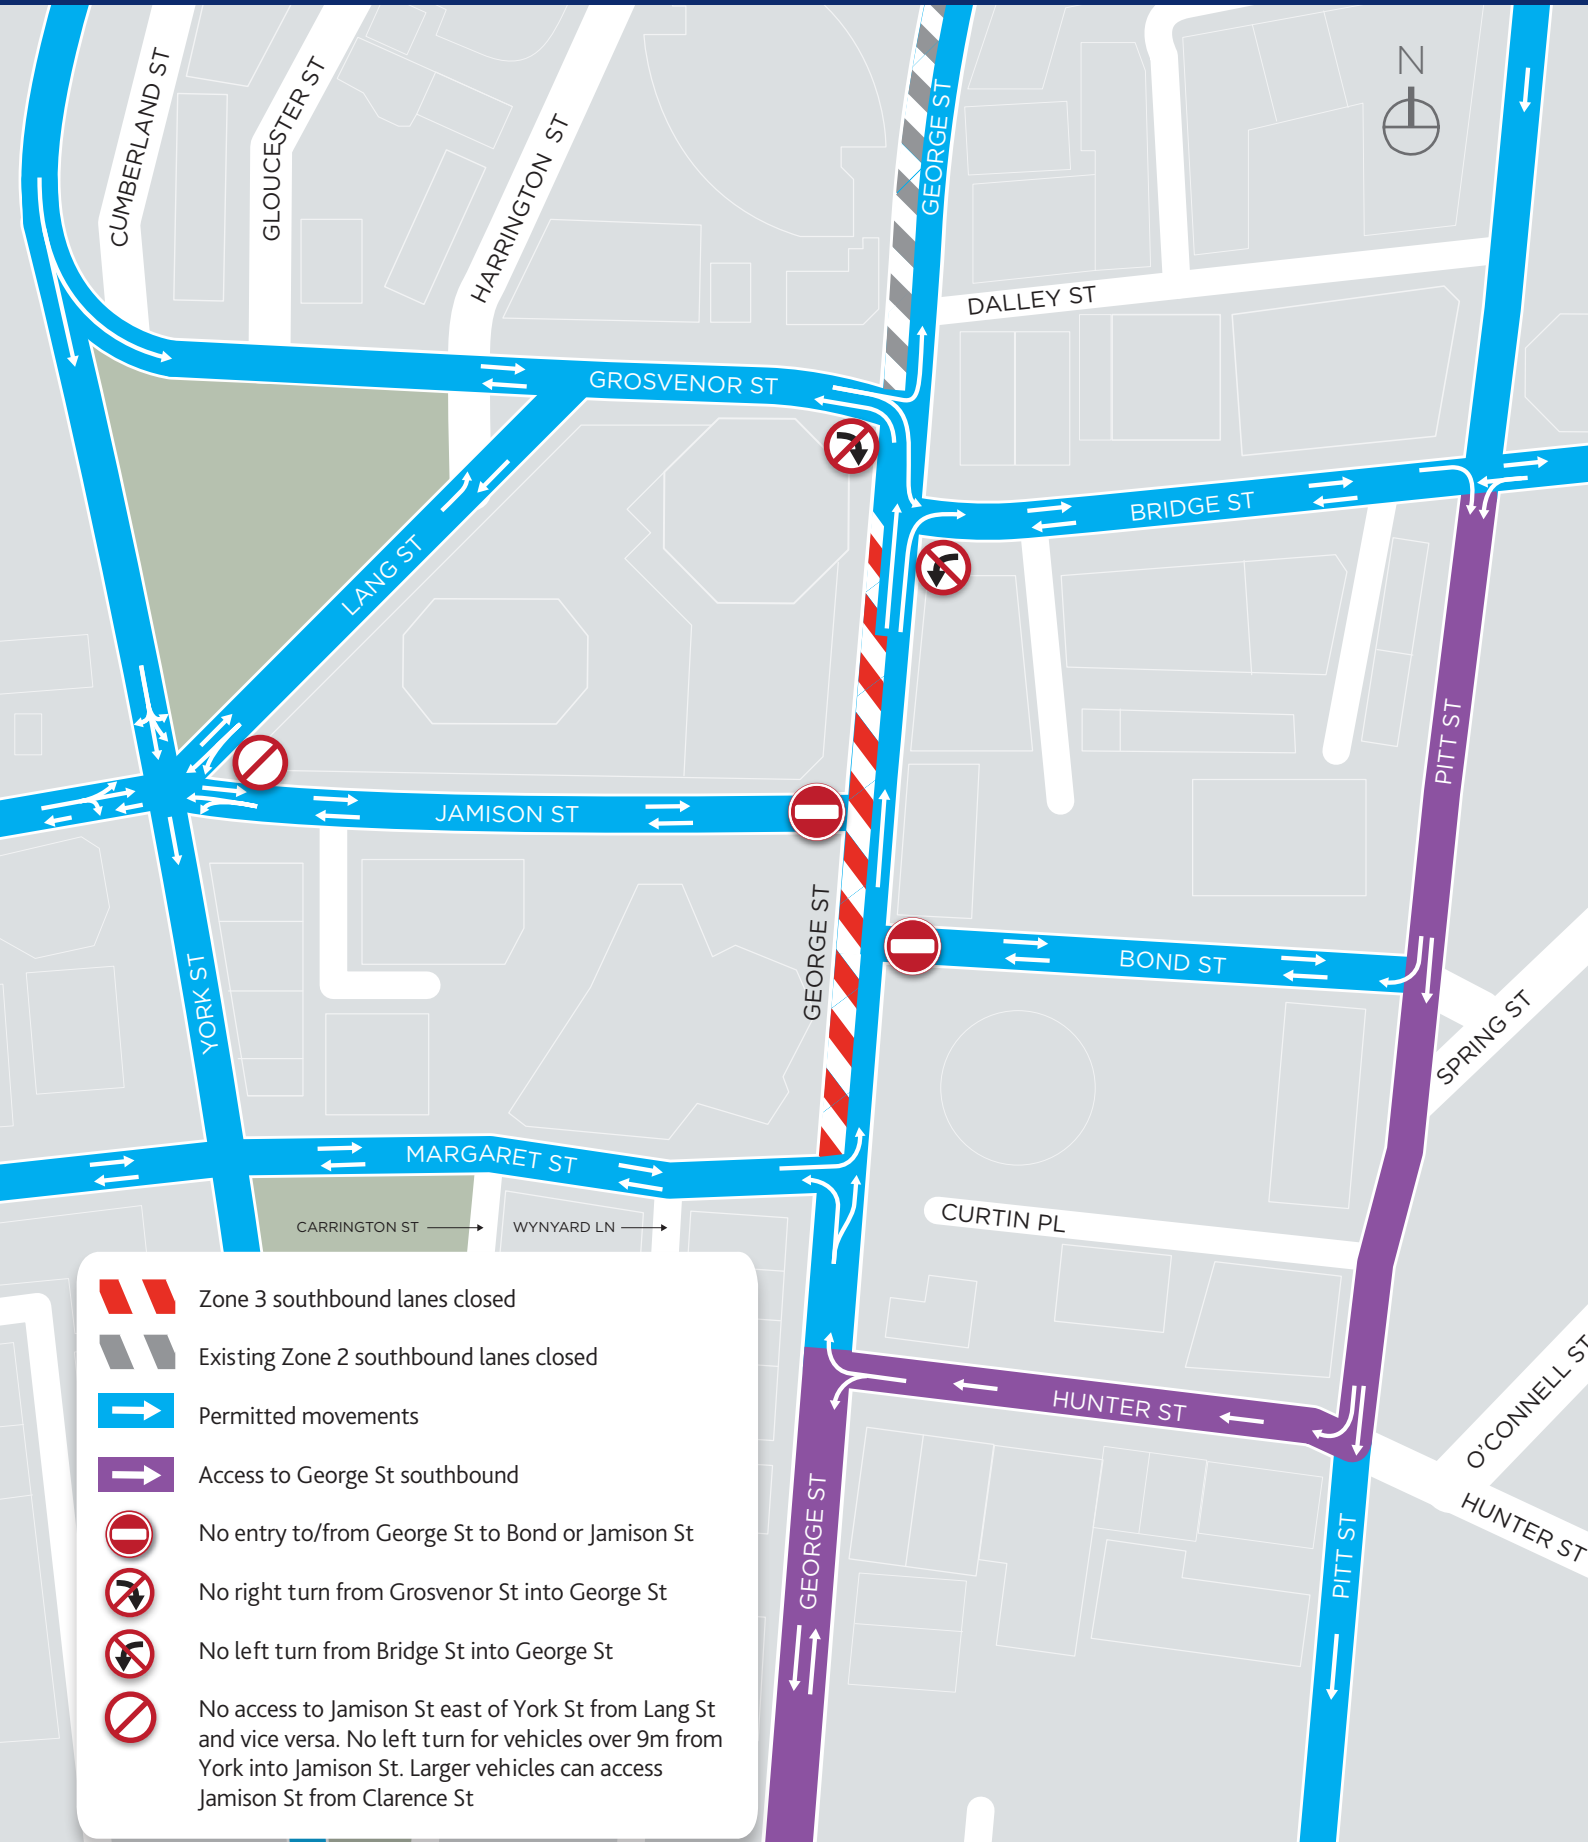 CUMBERLAND ST
GLOUCESTER ST
HARRINGTON ST
GEORGE ST
N
DALLEY ST
GROSVENOR ST
BRIDGE ST
LANG ST
PITT ST
JAMISON ST
GEORGE ST
YORK ST
BOND ST
SPRING ST
MARGARET ST
CARRINGTON ST
WYNYARD LN
CURTIN PL
HUNTER ST
O'CONNELL ST
HUNTER ST
GEORGE ST
PITT ST
Zone 3 southbound lanes closed
Existing Zone 2 southbound lanes closed
Permitted movements
Access to George St southbound
No entry to/from George St to Bond or Jamison St
No right turn from Grosvenor St into George St
No left turn from Bridge St into George St
No access to Jamison St east of York St from Lang St
and vice versa. No left turn for vehicles over 9m from
York into Jamison St. Larger vehicles can access
Jamison St from Clarence St